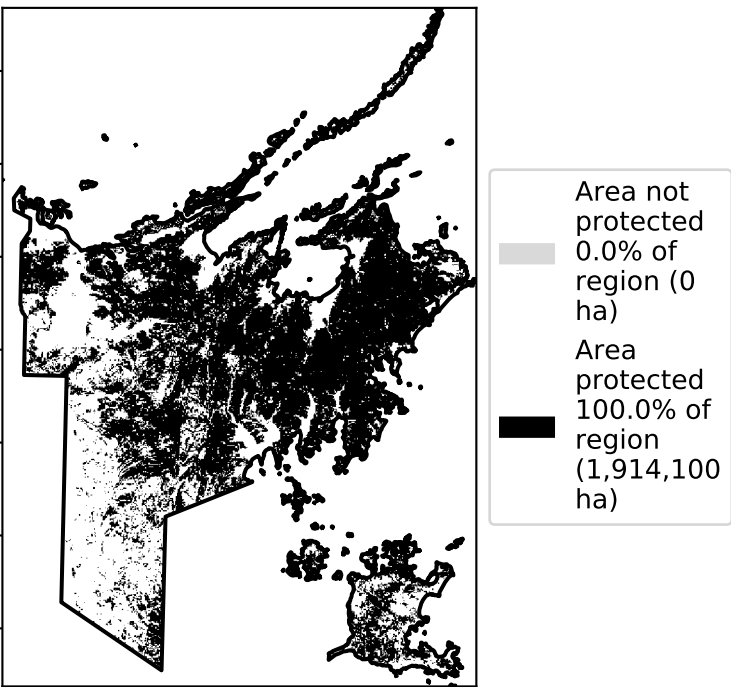 Area not
protected
0.0% of
region (0
ha)
Area
protected
100.0% of
region
(1,914,100
ha)